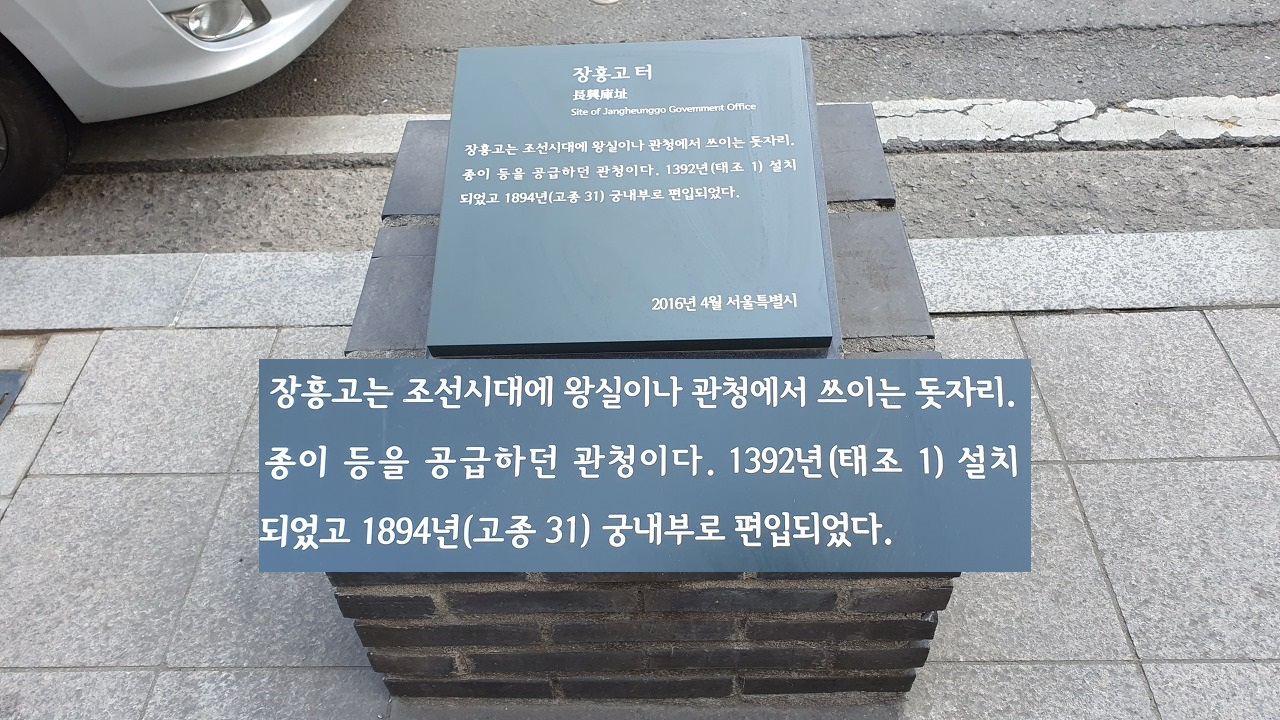 장흥고 터
長興庫址
Site of Jangheunggo Government Office
장흥고는 조선시대에 왕실이나 관청에서 쓰이는 돗자리.
종이 등을 공급하던 관청이다. 1392년(태조 1) 설치
되었고 1894년(고종 31) 궁내부로 편입되었다.
2016년 4월 서울특별시
장흥고는 조선시대에 왕실이나 관청에서 쓰이는 돗자리.
종이 등을 공급하던 관청이다. 1392년(태조 1) 설치
되었고 1894년(고종 31) 궁내부로 편입되었다.